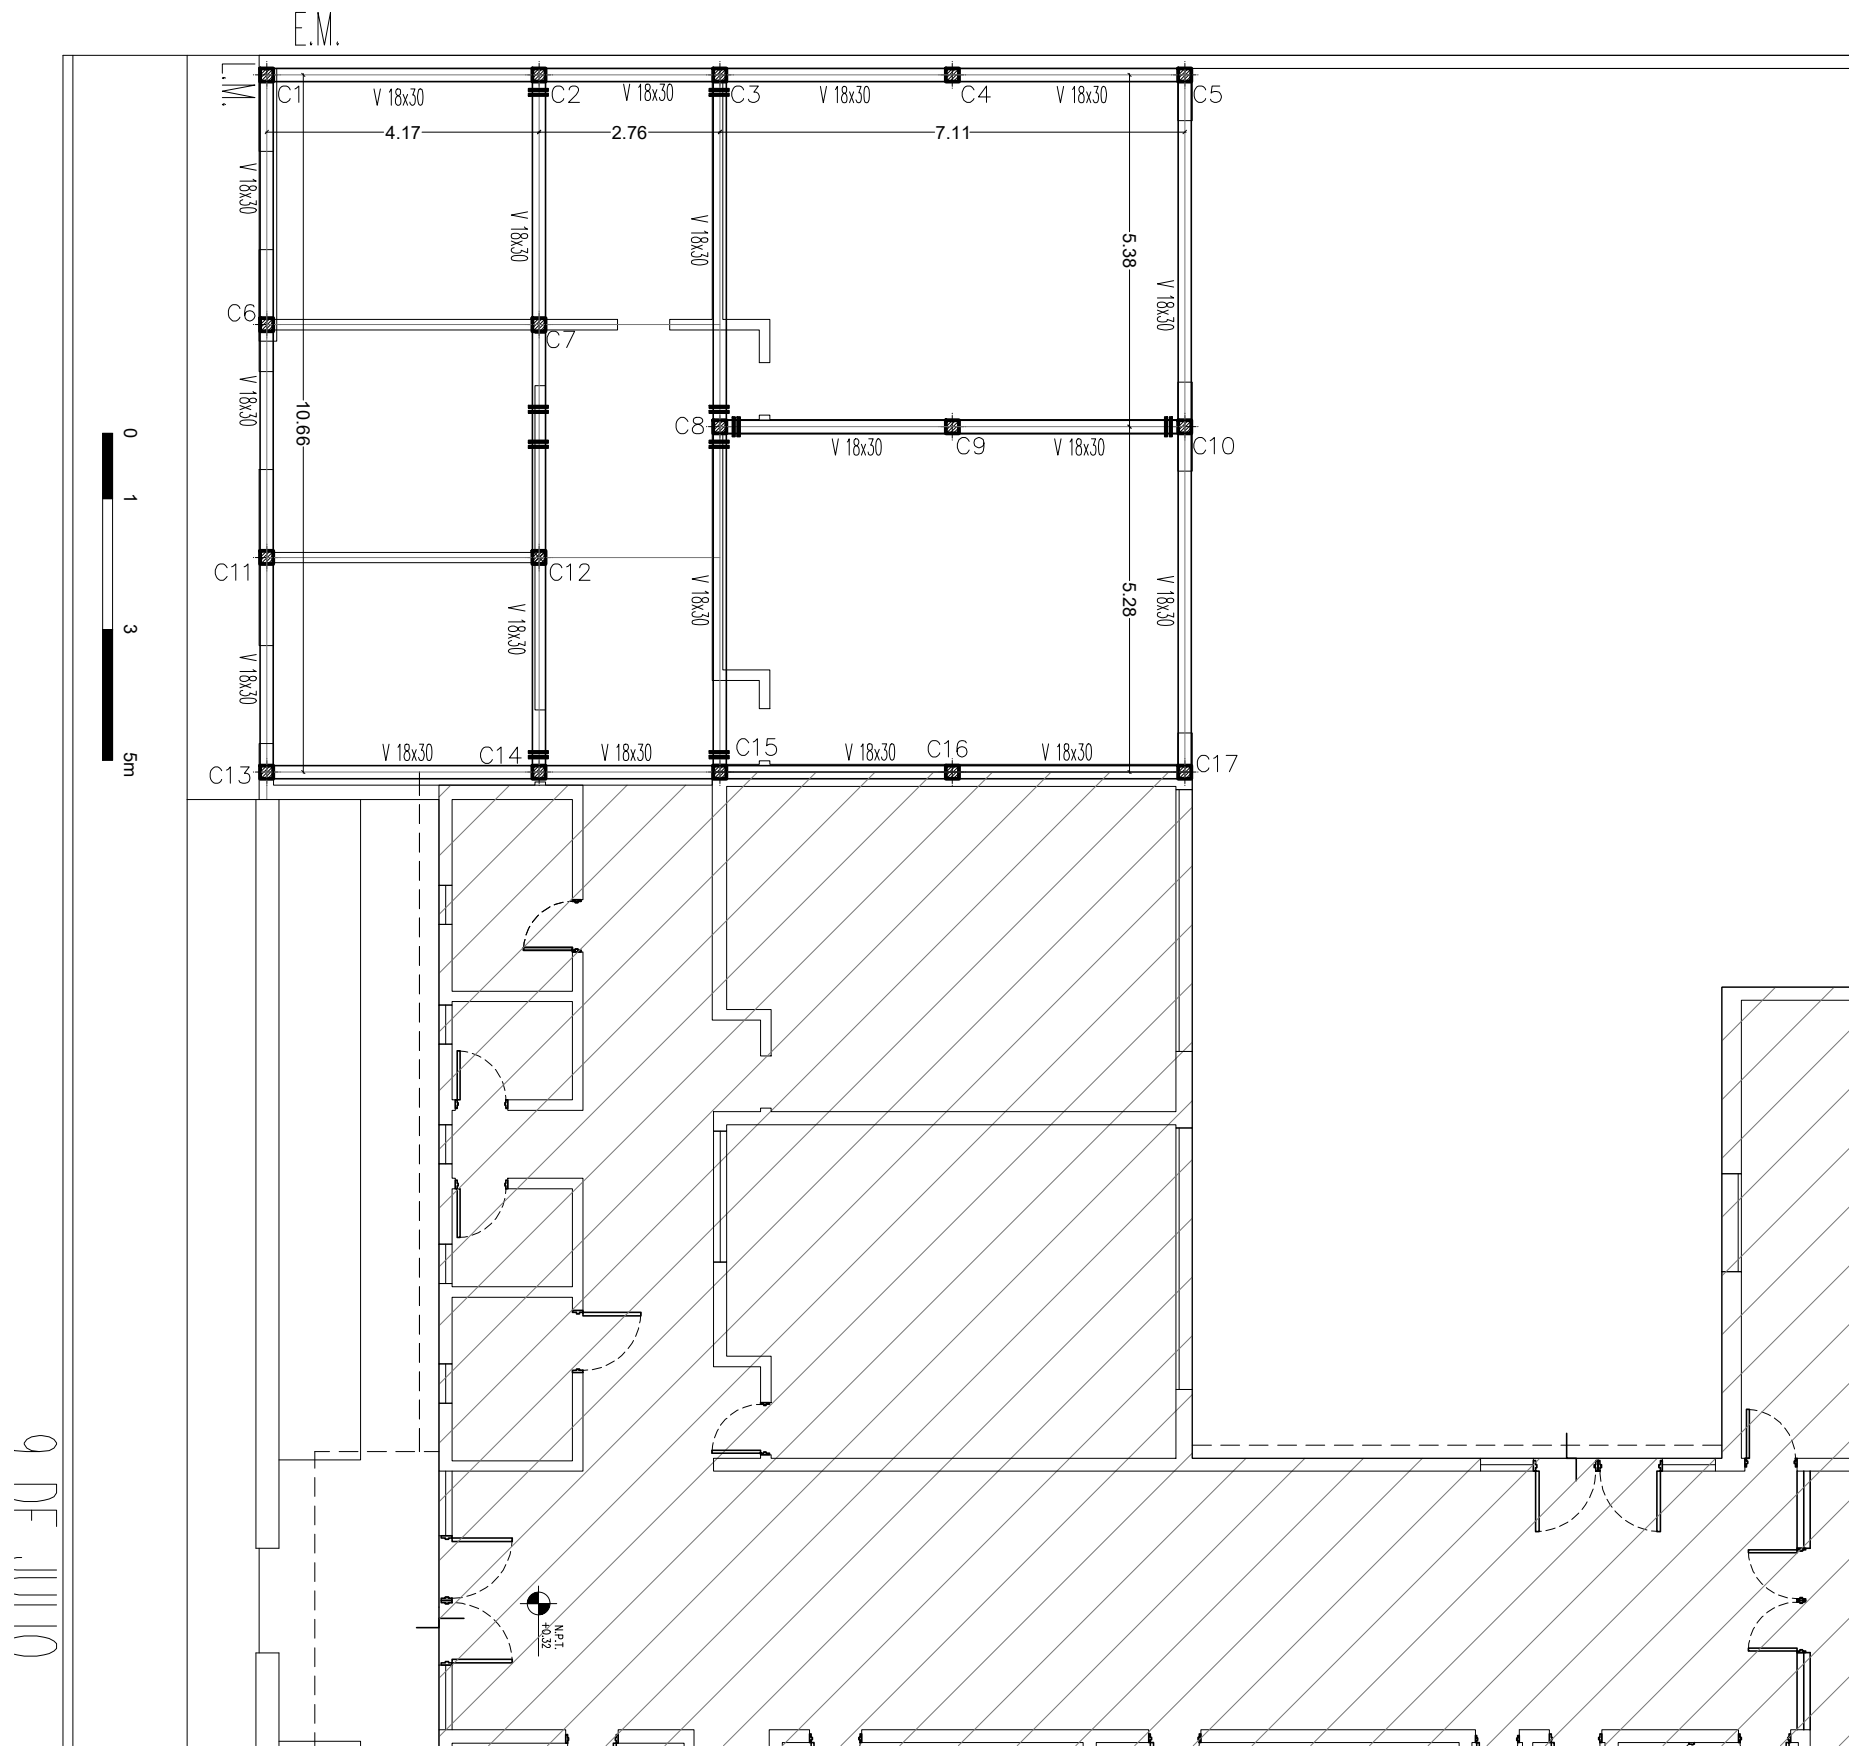 E.M.
L.M.
C1
V 18x30
C2
V 18x30
C3
V 18x30
C4
V 18x30
C5
4.17
2.76
7.11
V 18x30
V 18x30
V 18x30
5.38
V 18x30
C6
C7
V 18x30
10.66
C8
V 18x30
C9
V 18x30
C10
0
1
3
5m
C11
C12
V 18x30
V 18x30
5.28
V 18x30
V 18x30
C13
V 18x30
C14
V 18x30
C15
V 18x30
C16
V 18x30
C17
9 DE JULIO
N.P.T.
+0.32